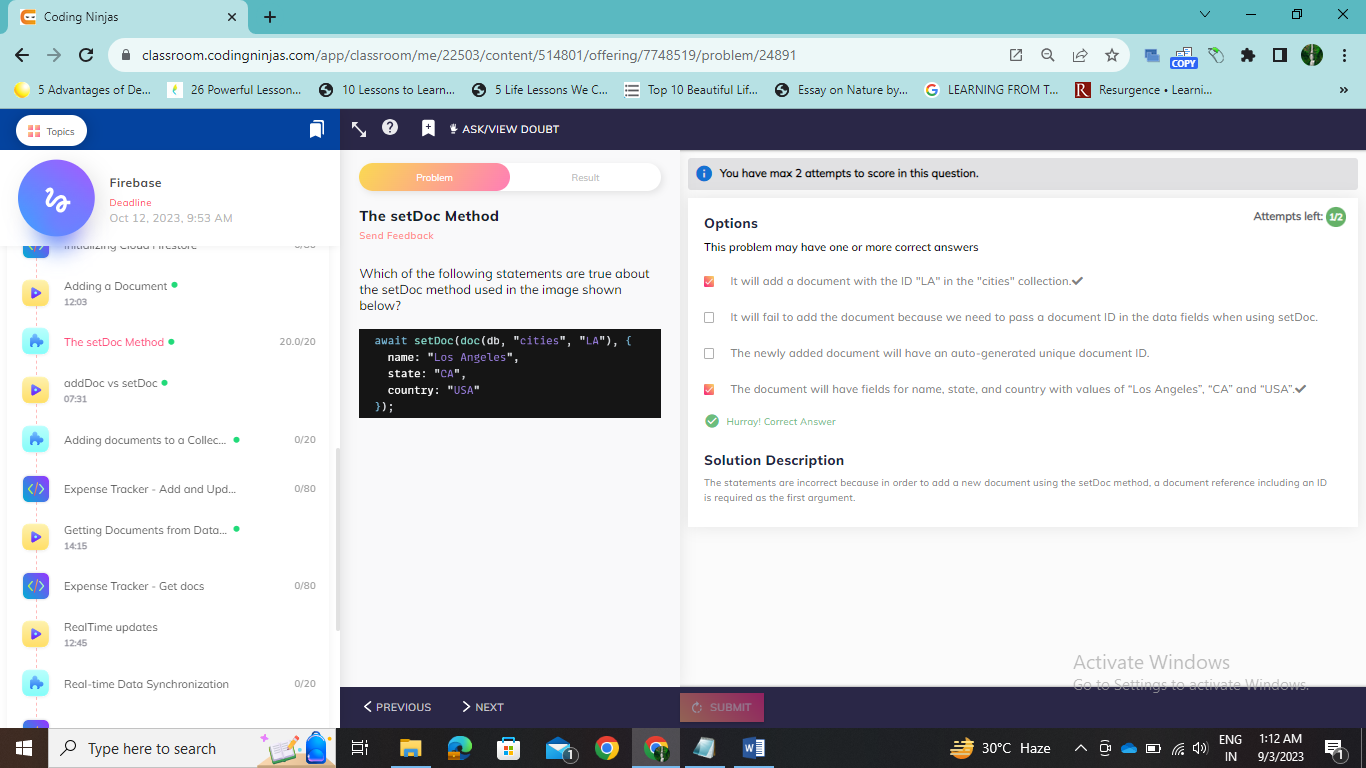 Coding Ninjas
classroom.codingninjas.com/app/classroom/me/22503/content/514801/offering/7748519/problem/24891
COPY
5 Advantages of De...
26 Powerful Lesson...
10 Lessons to Learn...
5 Life Lessons We C...
Top 10 Beautiful Lif...
Essay on Nature by...
LEARNING FROM T...
Resurgence • Learni...
»
Topics
ASK/VIEW DOUBT
Firebase
Deadline
Oct 12, 2023, 9:53 AM
Initializing Cloud Firestore 0/80
Adding a Document
12:03
The setDoc Method 20.0/20
addDoc vs setDoc
07:31
Adding documents to a Collec... 0/20
Expense Tracker - Add and Upd... 0/80
Getting Documents from Data...
14:15
Expense Tracker - Get docs 0/80
RealTime updates
12:45
Real-time Data Synchronization 0/20
Problem
Result
The setDoc Method
Send Feedback
Which of the following statements are true about
the setDoc method used in the image shown
below?
await setDoc(doc(db, "cities", "LA"), {
name: "Los Angeles",
state: "CA",
country: "USA"
});
You have max 2 attempts to score in this question.
Options
Attempts left: 1/2
This problem may have one or more correct answers
It will add a document with the ID "LA" in the "cities" collection.
It will fail to add the document because we need to pass a document ID in the data fields when using setDoc.
The newly added document will have an auto-generated unique document ID.
The document will have fields for name, state, and country with values of “Los Angeles”, “CA” and “USA”.
Hurray! Correct Answer
Solution Description
The statements are incorrect because in order to add a new document using the setDoc method, a document reference including an ID
is required as the first argument.
Activate Windows
Go to Settings to activate Windows.
PREVIOUS
NEXT
SUBMIT
Type here to search
1
30°C Haze
ENG
IN
1:12 AM
9/3/2023
1